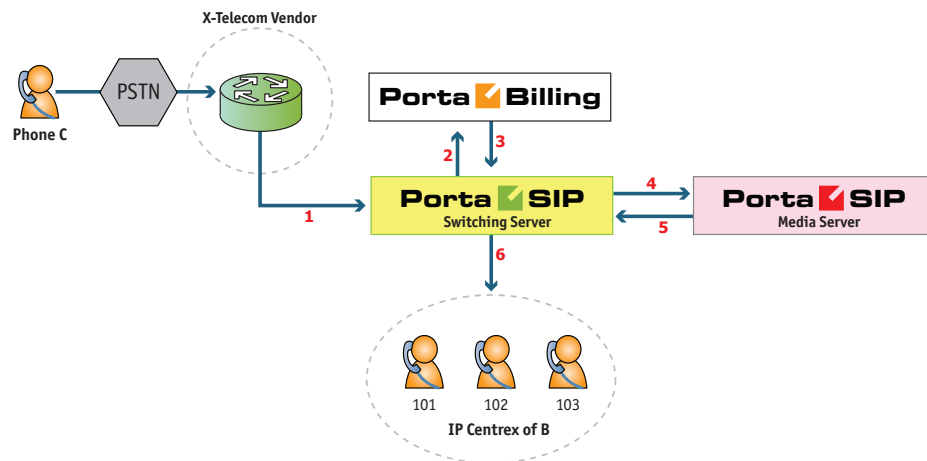 X-Telecom Vendor
PSTN
Phone C
Porta Billing
2
3
1
Porta SIP
Switching Server
4
5
Porta SIP
Media Server
6
101 102 103
IP Centrex of B